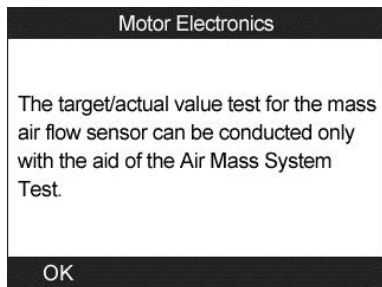 Motor Electronics
The target/actual value test for the mass
air flow sensor can be conducted only
with the aid of the Air Mass System
Test.
OK